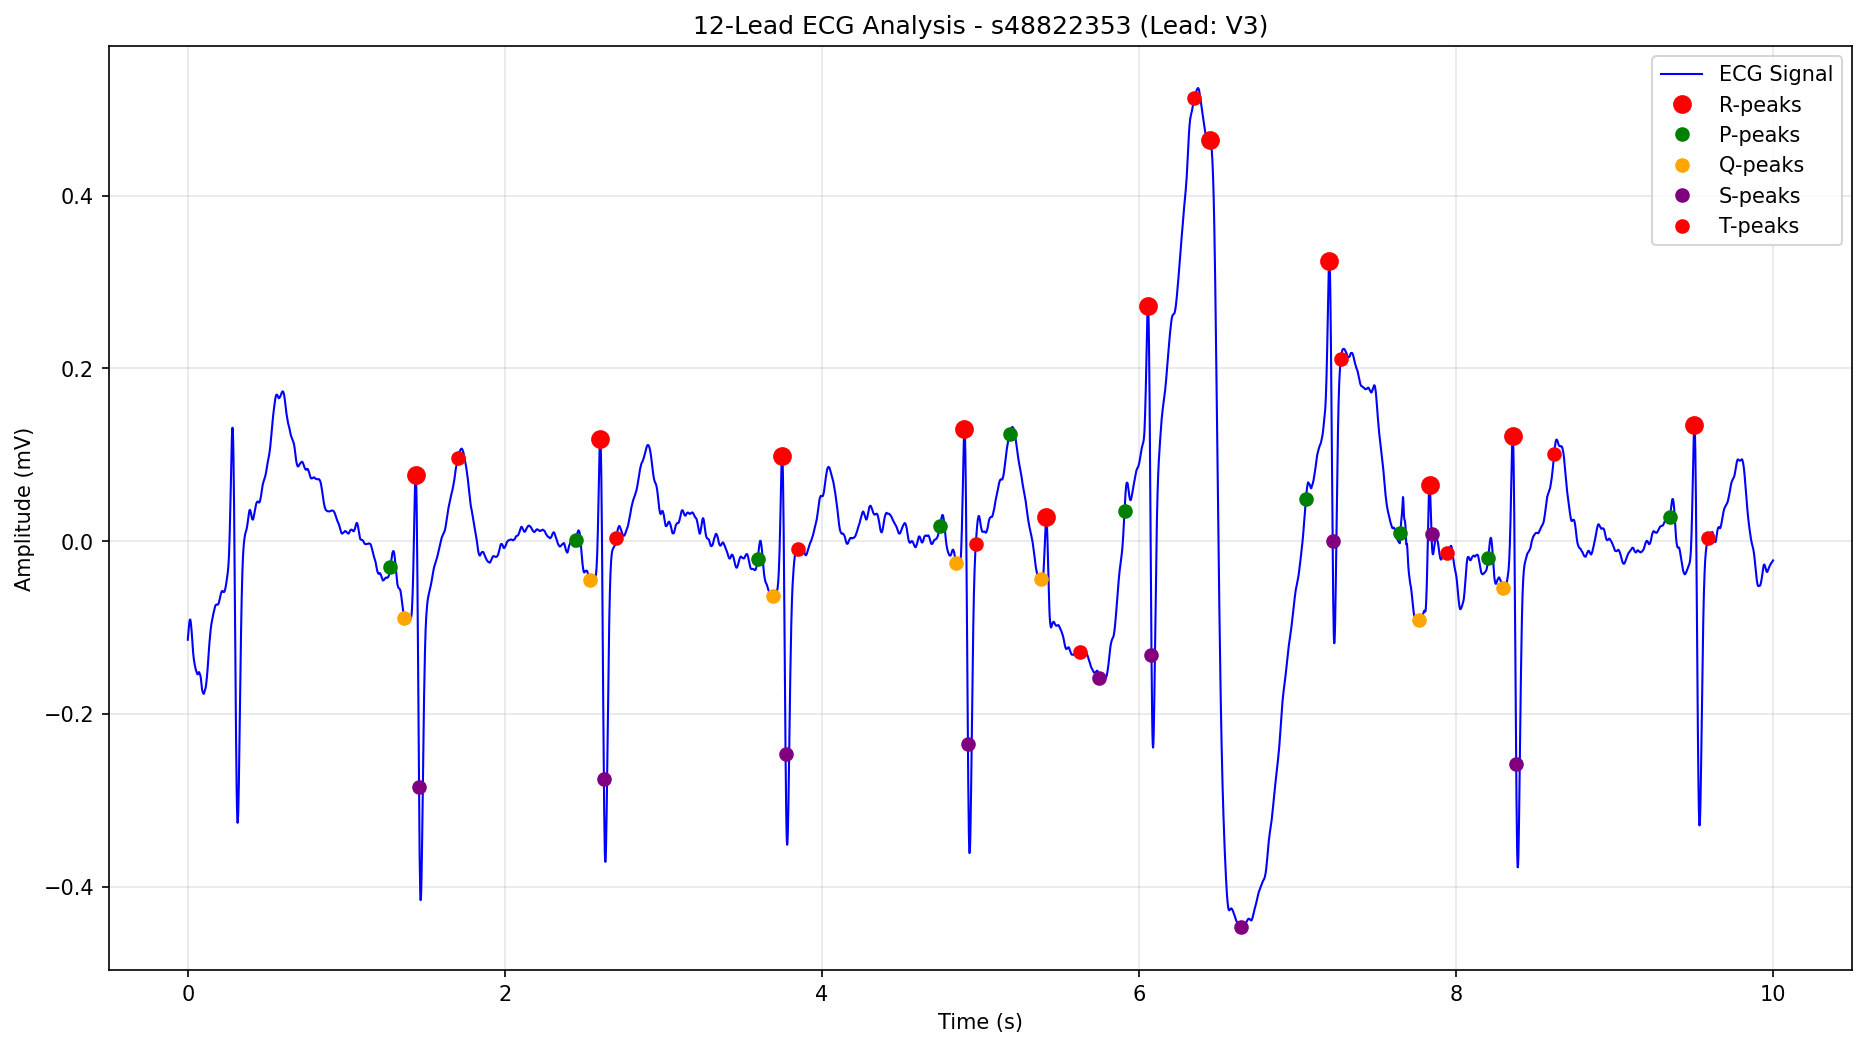 12-Lead ECG Analysis - s48822353 (Lead: V3)
ECG Signal
R-peaks
P-peaks
Q-peaks
S-peaks
T-peaks
Amplitude (mV)
0.4
0.2
0.0
−0.2
−0.4
0 2 4 6 8 10
Time (s)